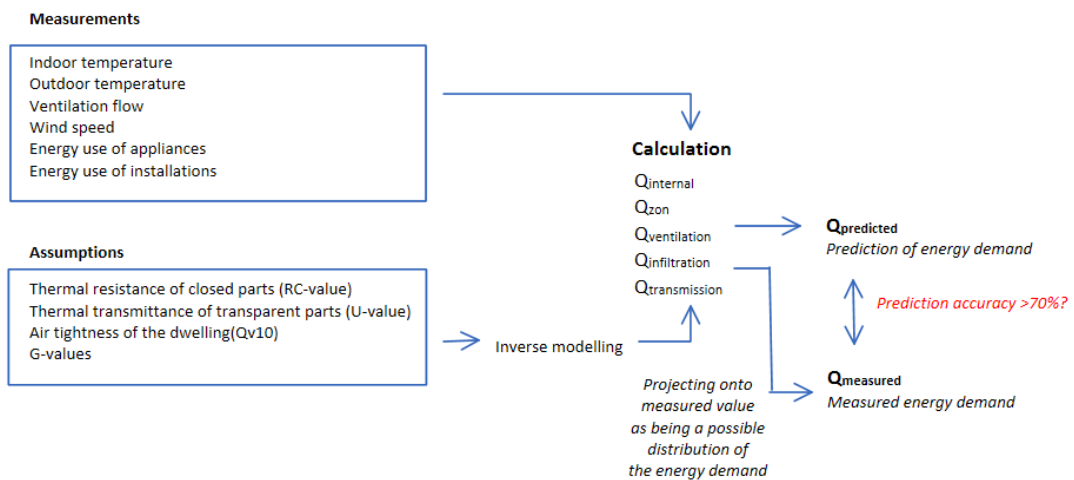 Measurements
Indoor temperature
Outdoor temperature
Ventilation flow
Wind speed
Energy use of appliances
Energy use of installations
Assumptions
Thermal resistance of closed parts (RC-value)
Thermal transmittance of transparent parts (U-value)
Air tightness of the dwelling(Qv10)
G-values
Inverse modelling
Calculation
Qinternal
Qzon
Qventilation
Qinfiltration
Qtransmission
Projecting onto
measured value
as being a possible
distribution of
the energy demand
Qpredicted
Prediction of energy demand
Prediction accuracy >70%?
Qmeasured
Measured energy demand